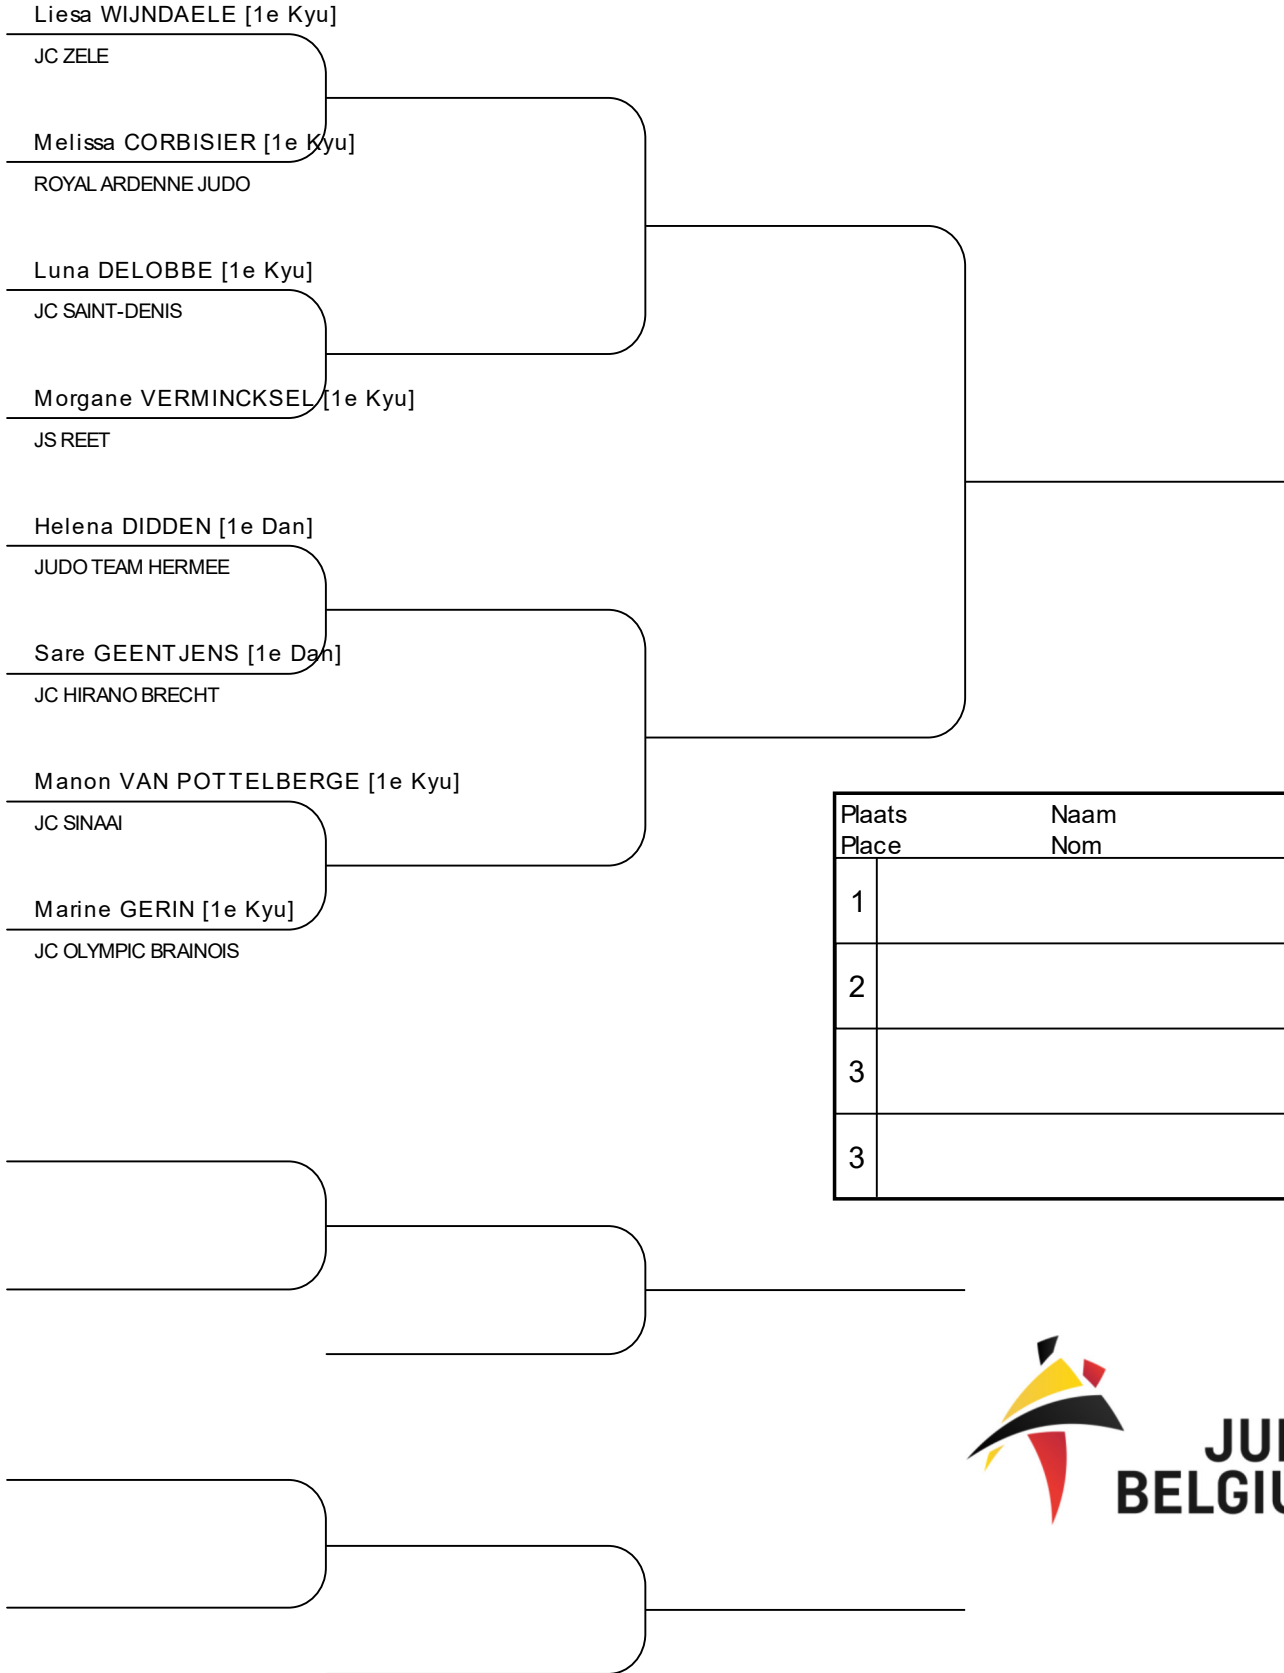 Liesa WIJNDAELE [1e Kyu]
JC ZELE
Melissa CORBISIER [1e Kyu]
ROYAL ARDENNE JUDO
Luna DELOBBE [1e Kyu]
JC SAINT-DENIS
Morgane VERMINCKSEL [1e Kyu]
JS REET
Helena DIDDEN [1e Dan]
JUDO TEAM HERMEE
Sare GEENTJENS [1e Dan]
JC HIRANO BRECHT
Manon VAN POTTELBERGE [1e Kyu]
JC SINAAI
Marine GERIN [1e Kyu]
JC OLYMPIC BRAINOIS
Plaats Naam
Place Nom
1
2
3
3